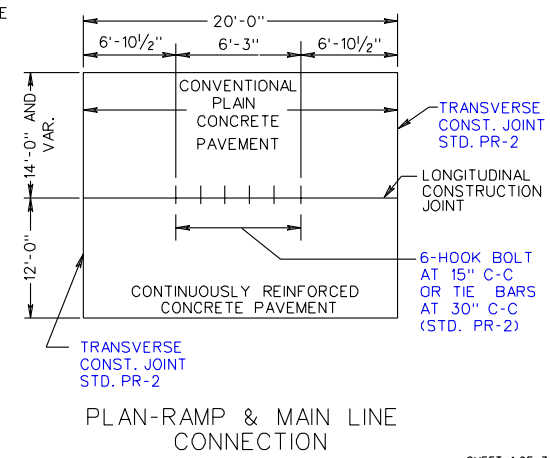 E
20'-0"
6'-10½" 6'-3" 6'-10½"
CONVENTIONAL
PLAIN
CONCRETE
PAVEMENT
14'-0" AND
VAR.
TRANSVERSE
CONST. JOINT
STD. PR-2
LONGITUDINAL
CONSTRUCTION
JOINT
12'-0"
6-HOOK BOLT
AT 15" C-C
OR TIE BARS
AT 30" C-C
(STD. PR-2)
CONTINUOUSLY REINFORCED
CONCRETE PAVEMENT
TRANSVERSE
CONST. JOINT
STD. PR-2
PLAN-RAMP & MAIN LINE
CONNECTION